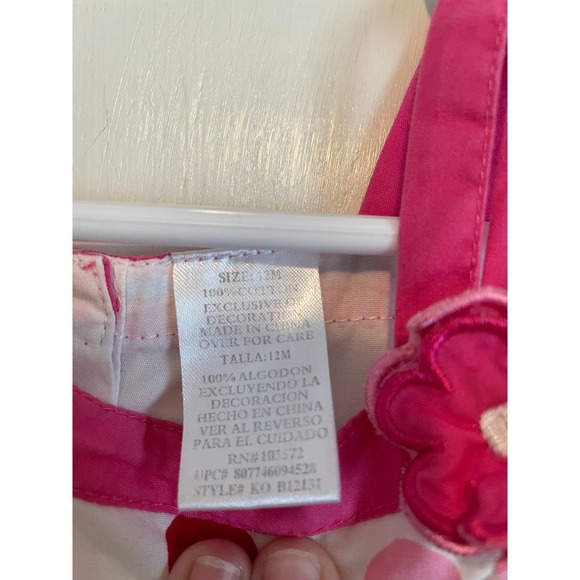 SIZE: 12M
100% COTTON
EXCLUSIVE OF
DECORATION
MADE IN CHINA
OVER FOR CARE
TALLA: 12M
100% ALGODON
EXCLUYENDO LA
DECORACION
HECHO EN CHINA
VER AL REVERSO
PARA EL CUIDADO
RN# 103572
UPC# 807746094528
STYLE# KO B12131